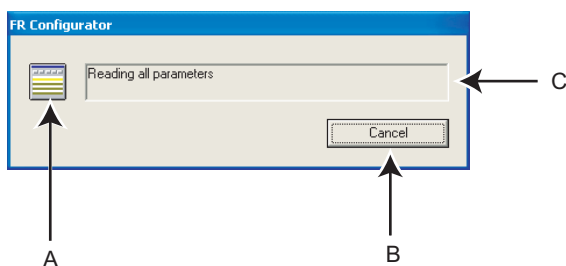 FR Configurator
Reading all parameters
C
Cancel
A
B